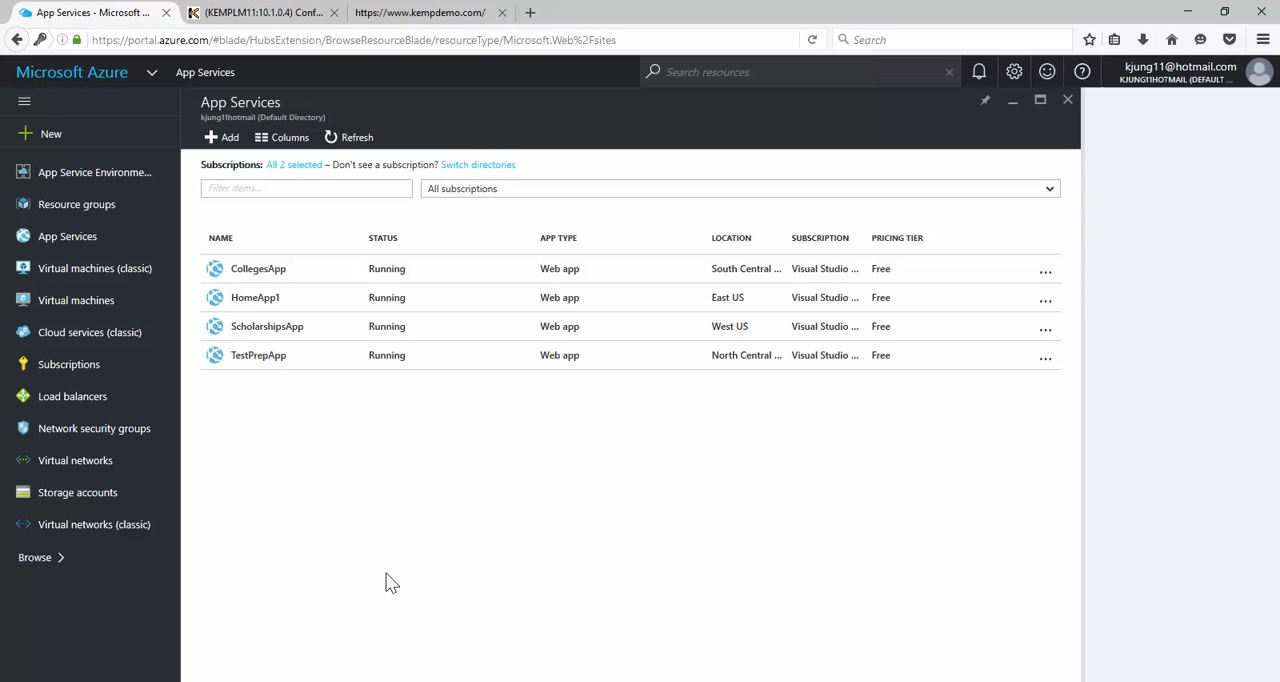 App Services - Microsoft ...
(KEMPLM11:10.1.0.4) Conf...
https://www.kempdemo.com/
https://portal.azure.com/#blade/HubsExtension/BrowseResourceBlade/resourceType/Microsoft.Web%2Fsites
Search
Microsoft Azure
App Services
Search resources
kjung11@hotmail.com
KJUNG11HOTMAIL (DEFAULT ...
New
App Service Environme...
Resource groups
App Services
Virtual machines (classic)
Virtual machines
Cloud services (classic)
Subscriptions
Load balancers
Network security groups
Virtual networks
Storage accounts
Virtual networks (classic)
Browse
App Services
kjung11hotmail (Default Directory)
Add Columns Refresh
Subscriptions: All 2 selected – Don't see a subscription? Switch directories
Filter items... All subscriptions
NAME STATUS APP TYPE LOCATION SUBSCRIPTION PRICING TIER
CollegesApp Running Web app South Central ... Visual Studio ... Free ...
HomeApp1 Running Web app East US Visual Studio ... Free ...
ScholarshipsApp Running Web app West US Visual Studio ... Free ...
TestPrepApp Running Web app North Central ... Visual Studio ... Free ...